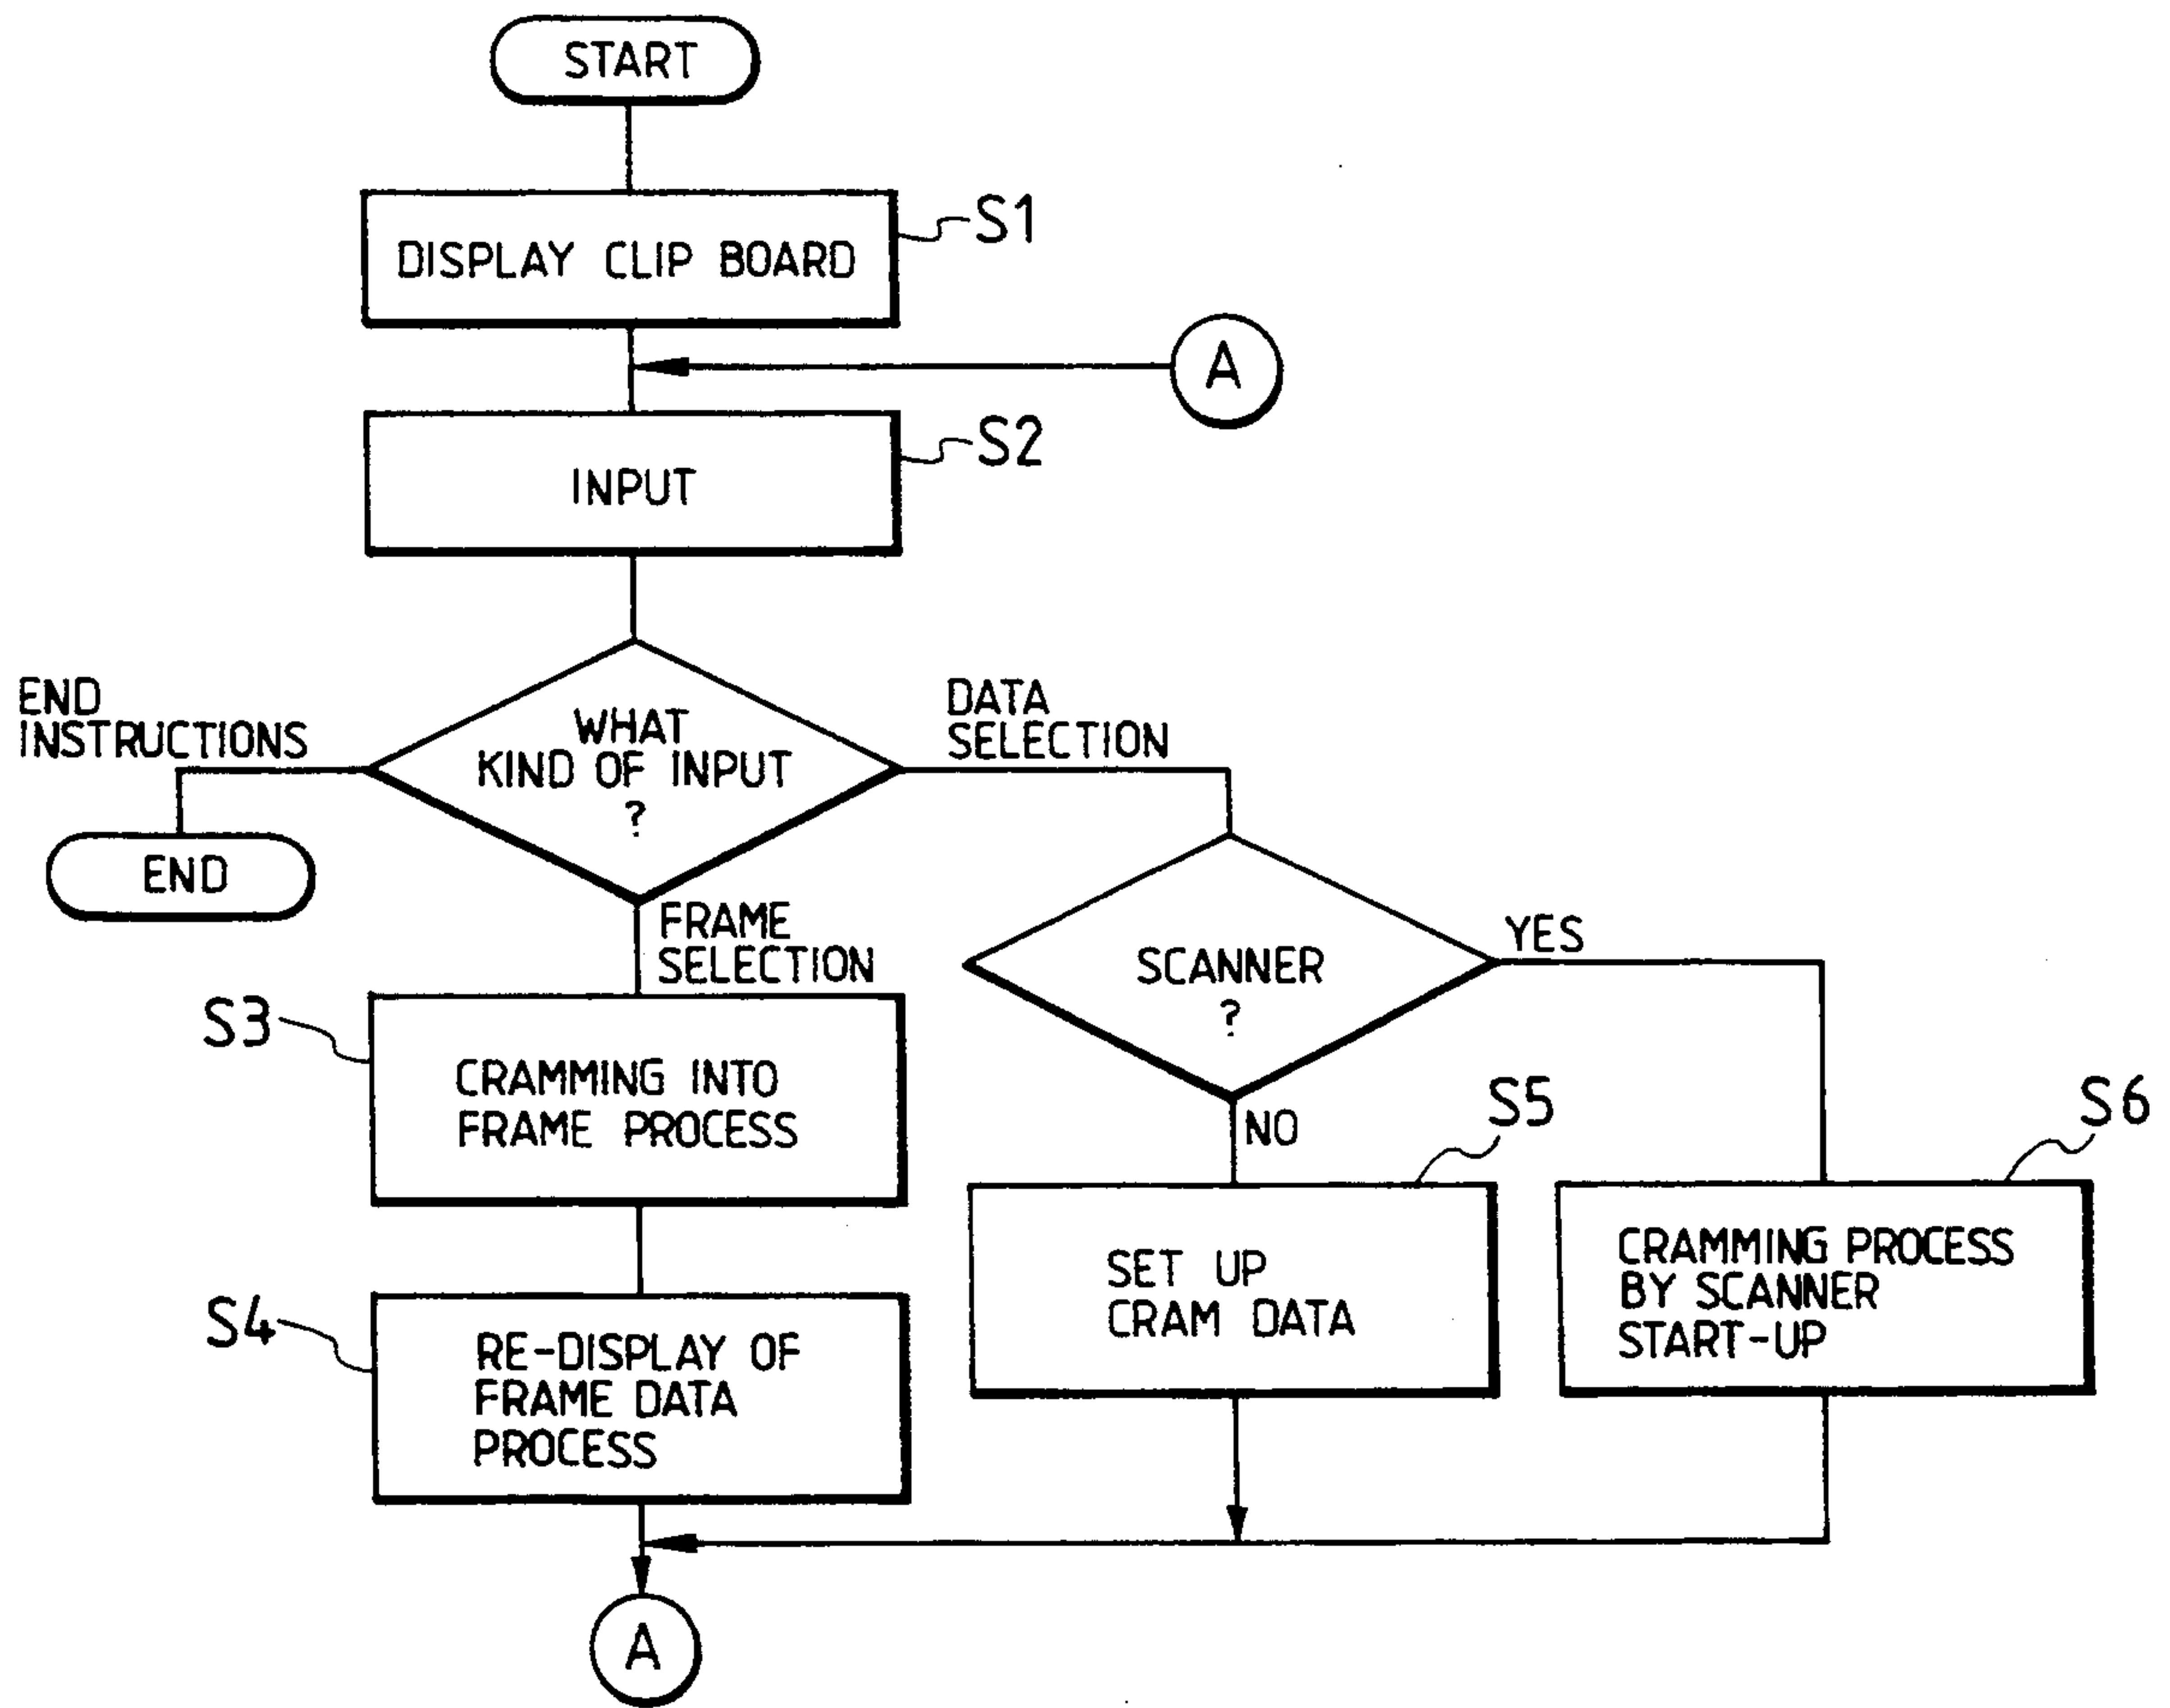 START
DISPLAY CLIP BOARD
S1
A
INPUT
S2
WHAT
KIND OF INPUT
?
END
INSTRUCTIONS
END
DATA
SELECTION
FRAME
SELECTION
SCANNER
?
YES
NO
S3
CRAMMING INTO
FRAME PROCESS
S4
RE-DISPLAY OF
FRAME DATA
PROCESS
S5
SET UP
CRAM DATA
S6
CRAMMING PROCESS
BY SCANNER
START-UP
A